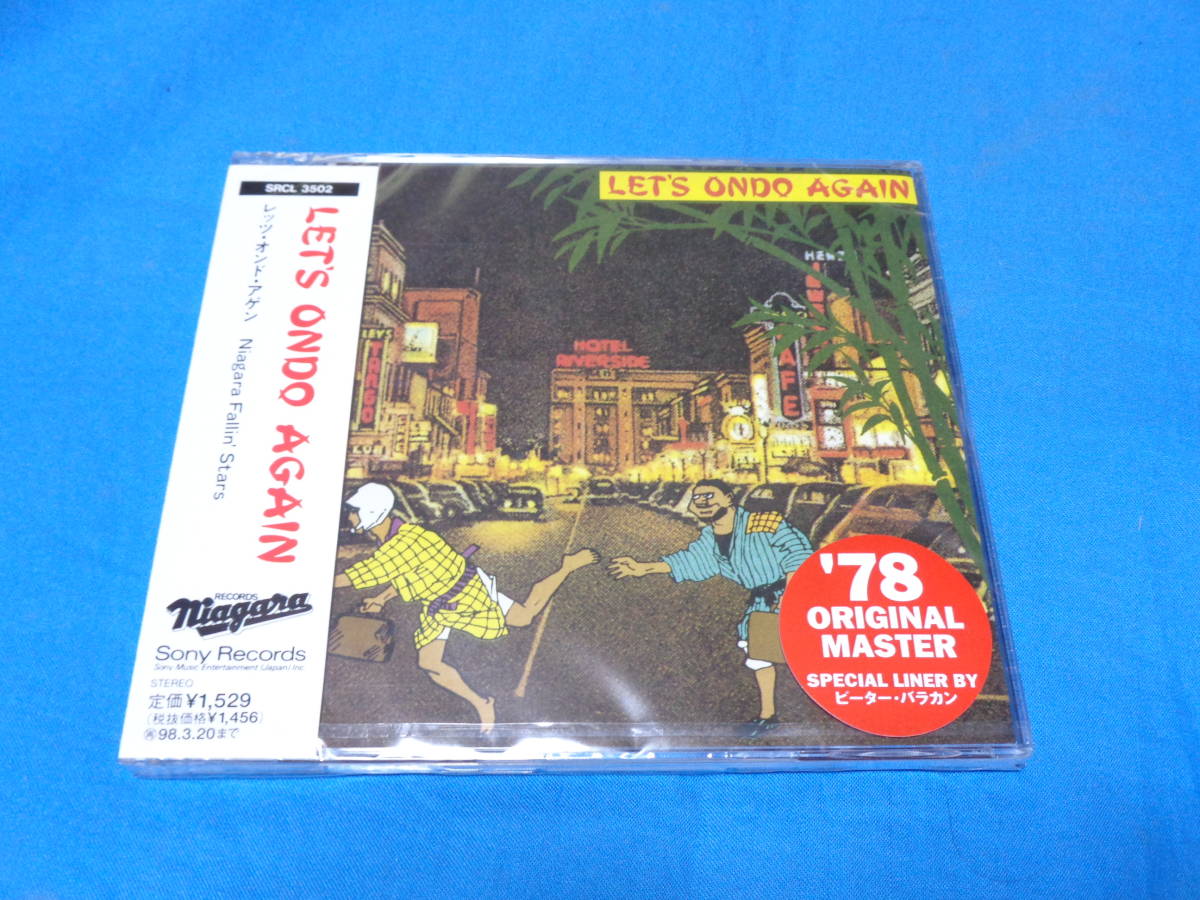 SRCL 3502
LET'S ONDO AGAIN
レッツ・オンド・アゲン Niagara Fallin' Stars
RECORDS
Niagara
Sony Records
Sony Music Entertainment (Japan) Inc.
STEREO
定価¥1,529
(税抜価格¥1,456)
98.3.20まで
LET'S ONDO AGAIN
HOTEL
RIVERSIDE
TANGO
CAFE
'78
ORIGINAL
MASTER
SPECIAL LINER BY
ピーター・バラカン